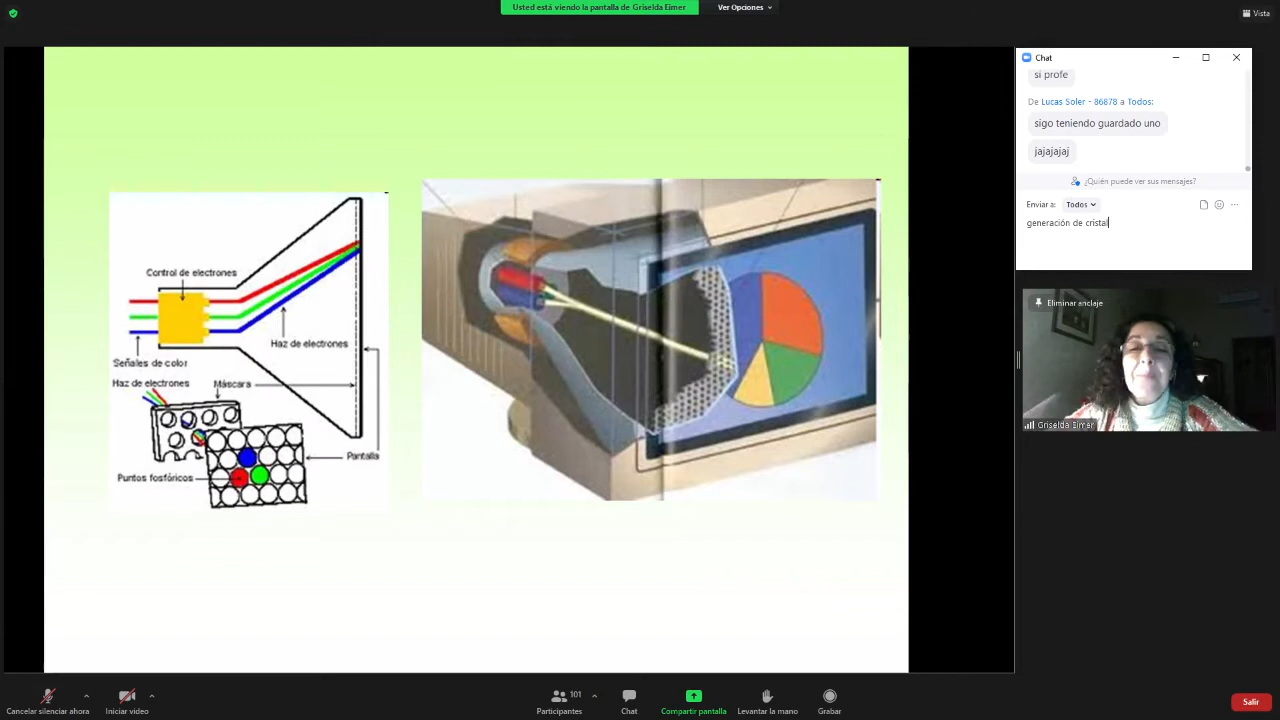 Usted está viendo la pantalla de Griselda Eimer
Ver Opciones
Vista
Control de electrones
Haz de electrones
Señales de color
Haz de electrones
Máscara
Pantalla
Puntos fosfóricos
Chat
si profe
De Lucas Soler - 86878 a Todos:
sigo teniendo guardado uno
jajajajaj
¿Quién puede ver sus mensajes?
Enviar a: Todos
generación de cristal
Eliminar anclaje
Griselda Eimer
Cancelar silenciar ahora
Iniciar video
101
Participantes
Chat
Compartir pantalla
Levantar la mano
Grabar
Salir